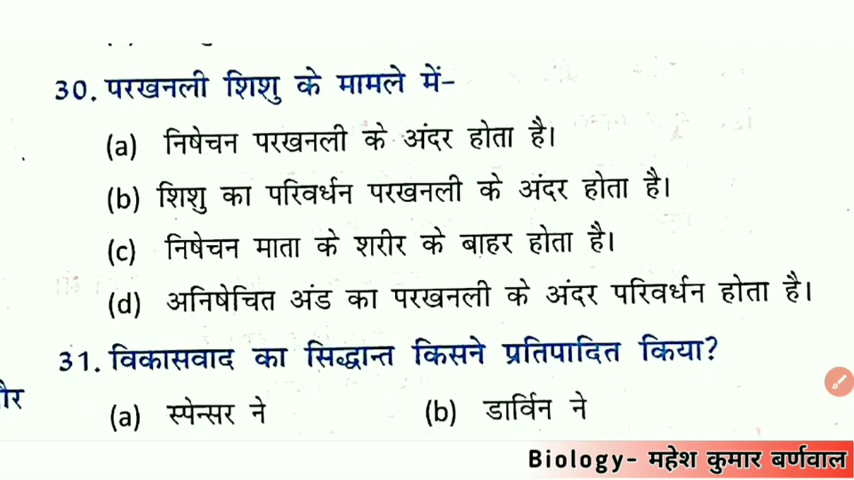 30. परखनली शिशु के मामले में-
(a) निषेचन परखनली के अंदर होता है।
(b) शिशु का परिवर्धन परखनली के अंदर होता है।
(c) निषेचन माता के शरीर के बाहर होता है।
(d) अनिषेचित अंड का परखनली के अंदर परिवर्धन होता है।
31. विकासवाद का सिद्धान्त किसने प्रतिपादित किया?
(a) स्पेन्सर ने (b) डार्विन ने
Biology- महेश कुमार बर्णवाल